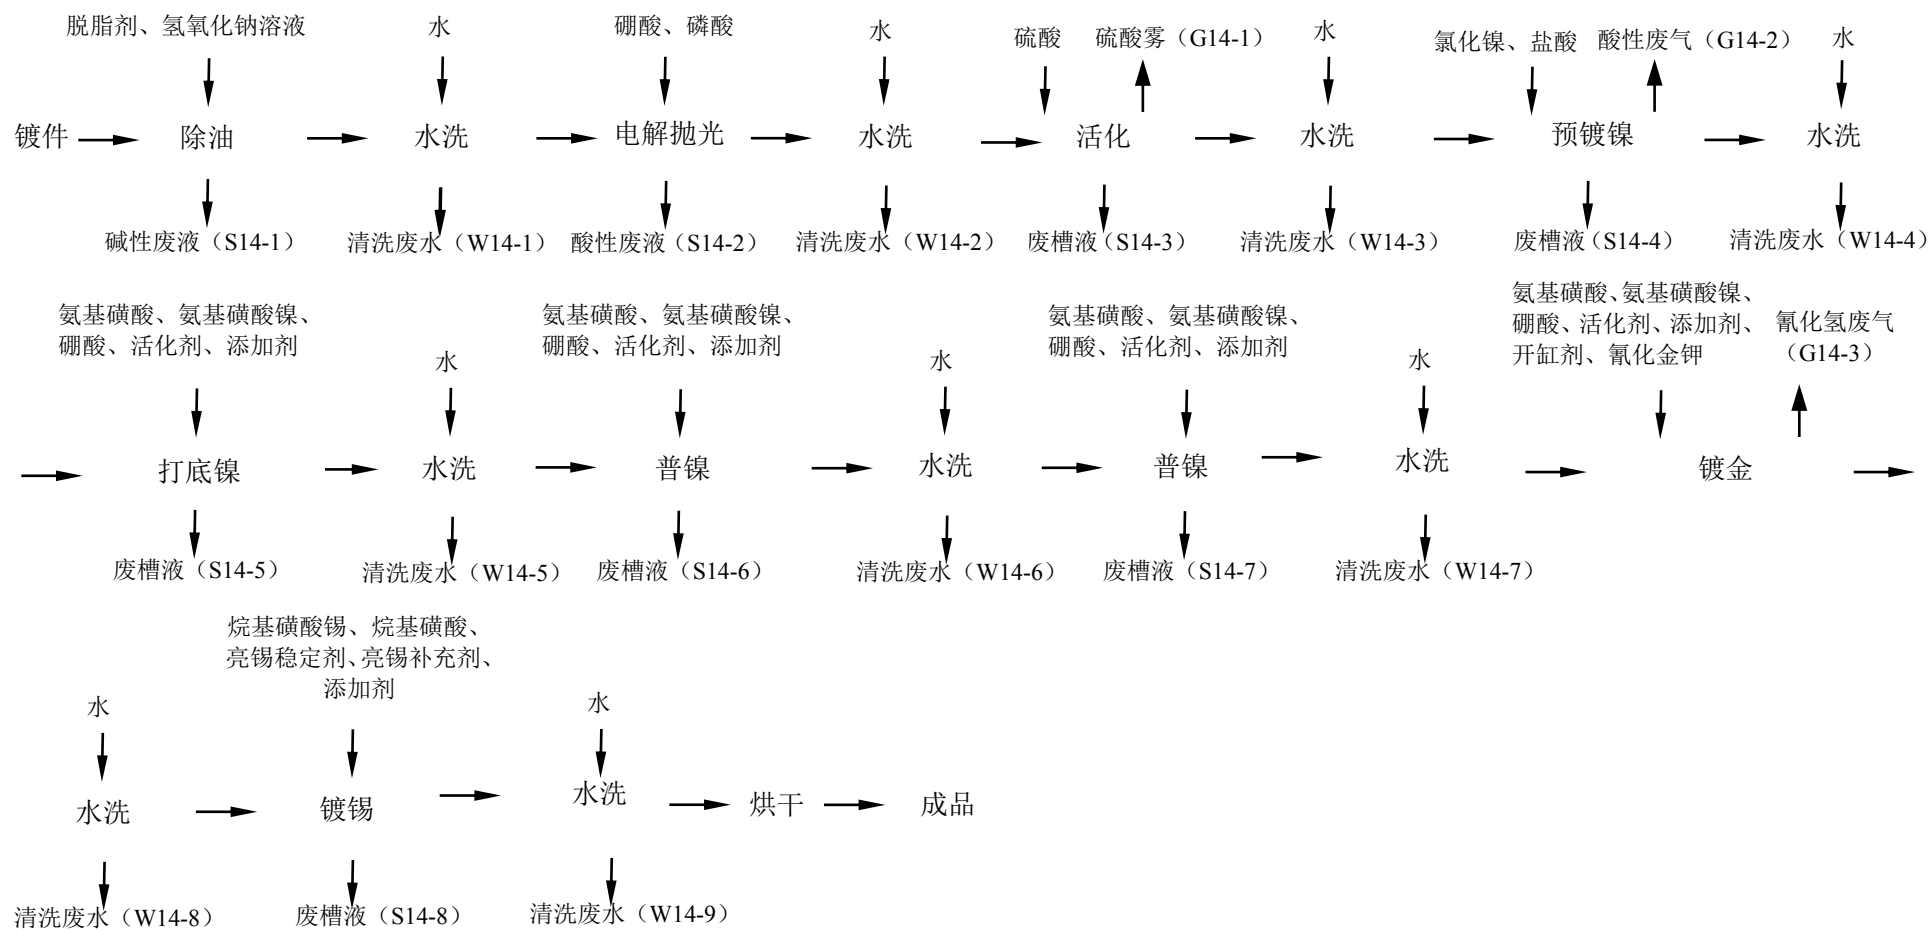 脱脂剂、氢氧化钠溶液
水
硼酸、磷酸
水
硫酸
硫酸雾（G14-1）
水
氯化镍、盐酸
酸性废气（G14-2）
水
镀件
除油
水洗
电解抛光
水洗
活化
水洗
预镀镍
水洗
碱性废液（S14-1）
清洗废水（W14-1）
酸性废液（S14-2）
清洗废水（W14-2）
废槽液（S14-3）
清洗废水（W14-3）
废槽液（S14-4）
清洗废水（W14-4）
氨基磺酸、氨基磺酸镍、
硼酸、活化剂、添加剂
水
氨基磺酸、氨基磺酸镍、
硼酸、活化剂、添加剂
水
氨基磺酸、氨基磺酸镍、
硼酸、活化剂、添加剂
水
氨基磺酸、氨基磺酸镍、
硼酸、活化剂、添加剂、
开缸剂、氰化金钾
氰化氢废气
（G14-3）
打底镍
水洗
普镍
水洗
普镍
水洗
镀金
废槽液（S14-5）
清洗废水（W14-5）
废槽液（S14-6）
清洗废水（W14-6）
废槽液（S14-7）
清洗废水（W14-7）
水
烷基磺酸锡、烷基磺酸、
亮锡稳定剂、亮锡补充剂、
添加剂
水
水洗
镀锡
水洗
烘干
成品
清洗废水（W14-8）
废槽液（S14-8）
清洗废水（W14-9）